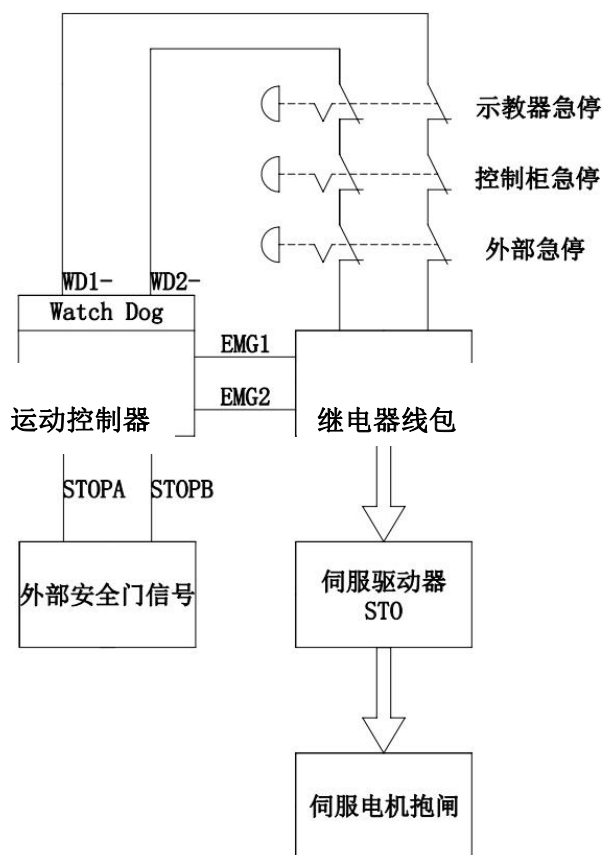 示教器急停
控制柜急停
外部急停
WD1- WD2-
Watch Dog
EMG1
EMG2
运动控制器
继电器线包
STOPA STOPB
外部安全门信号
伺服驱动器
STO
伺服电机抱闸